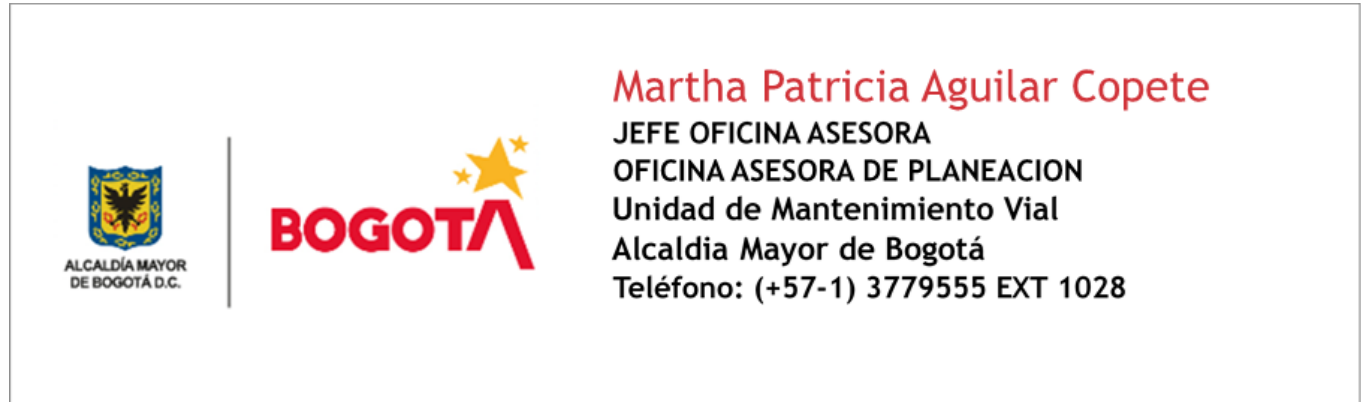 ALCALDÍA MAYOR
DE BOGOTÁ D.C.
BOGOTÁ
Martha Patricia Aguilar Copete
JEFE OFICINA ASESORA
OFICINA ASESORA DE PLANEACION
Unidad de Mantenimiento Vial
Alcaldia Mayor de Bogotá
Teléfono: (+57-1) 3779555 EXT 1028